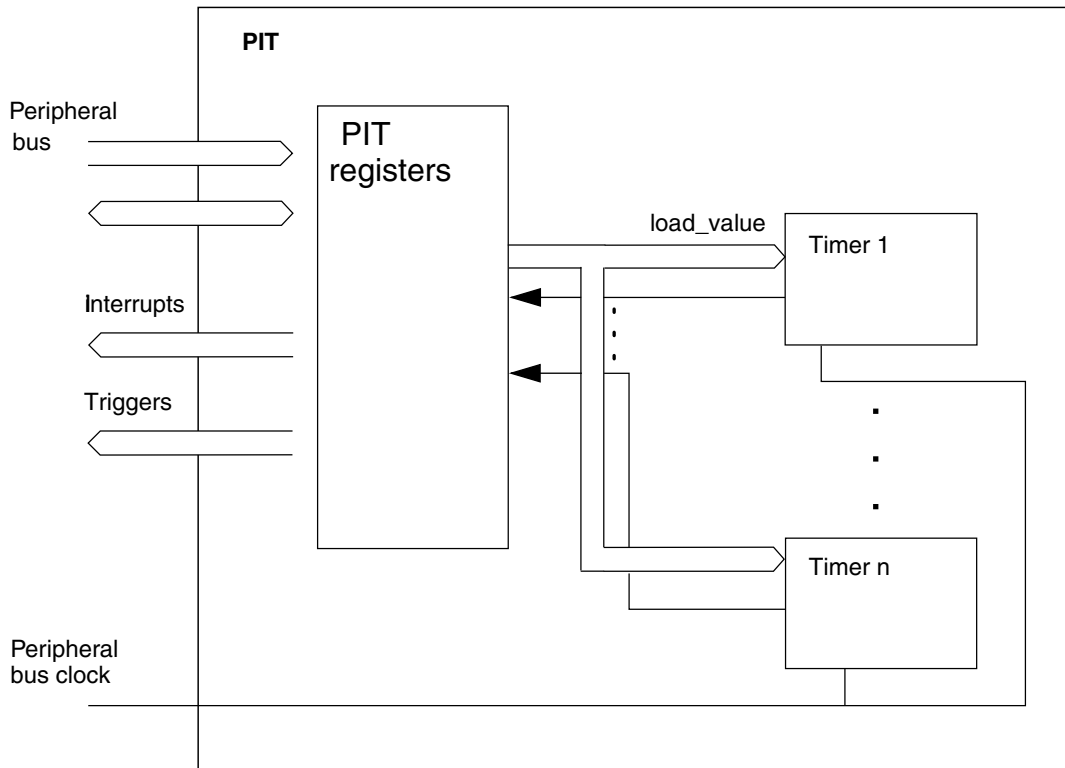 PIT
Peripheral
bus
PIT
registers
load_value
Timer 1
Interrupts
Triggers
Timer n
Peripheral
bus clock